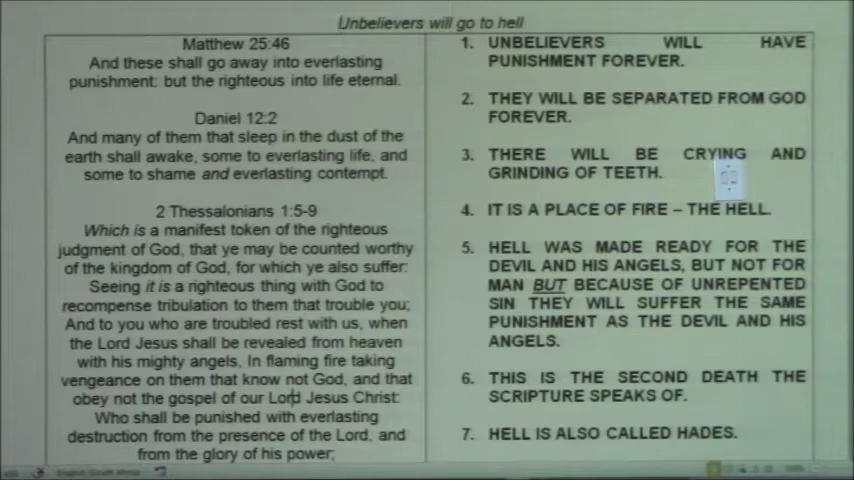 Unbelievers will go to hell
Matthew 25:46
And these shall go away into everlasting
punishment: but the righteous into life eternal.
Daniel 12:2
And many of them that sleep in the dust of the
earth shall awake, some to everlasting life, and
some to shame and everlasting contempt.
2 Thessalonians 1:5-9
Which is a manifest token of the righteous
judgment of God, that ye may be counted worthy
of the kingdom of God, for which ye also suffer:
Seeing it is a righteous thing with God to
recompense tribulation to them that trouble you;
And to you who are troubled rest with us, when
the Lord Jesus shall be revealed from heaven
with his mighty angels, In flaming fire taking
vengeance on them that know not God, and that
obey not the gospel of our Lord Jesus Christ:
Who shall be punished with everlasting
destruction from the presence of the Lord, and
from the glory of his power;
1. UNBELIEVERS WILL HAVE
PUNISHMENT FOREVER.
2. THEY WILL BE SEPARATED FROM GOD
FOREVER.
3. THERE WILL BE CRYING AND
GRINDING OF TEETH.
4. IT IS A PLACE OF FIRE – THE HELL.
5. HELL WAS MADE READY FOR THE
DEVIL AND HIS ANGELS, BUT NOT FOR
MAN BUT BECAUSE OF UNREPENTED
SIN THEY WILL SUFFER THE SAME
PUNISHMENT AS THE DEVIL AND HIS
ANGELS.
6. THIS IS THE SECOND DEATH THE
SCRIPTURE SPEAKS OF.
7. HELL IS ALSO CALLED HADES.
English (South Africa)